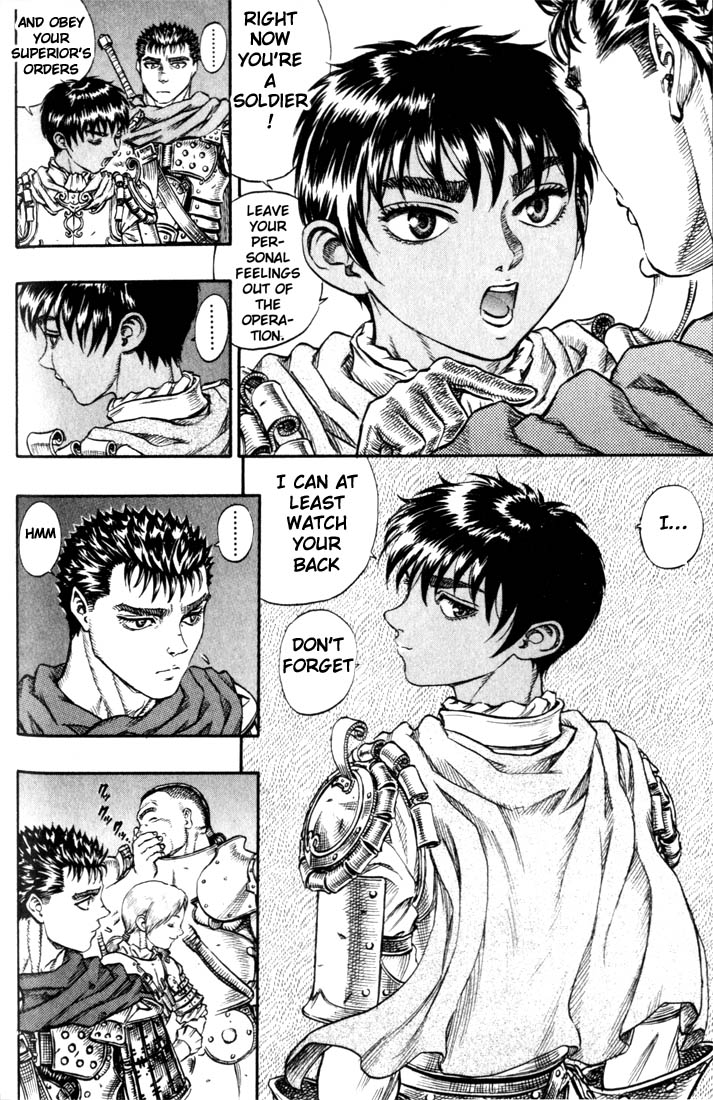 RIGHT
NOW
YOU'RE
A
SOLDIER
!
LEAVE
YOUR
PER-
SONAL
FEELINGS
OUT OF
THE
OPERA-
TION.
........
AND OBEY
YOUR
SUPERIOR'S
ORDERS
........
I...
I CAN AT
LEAST
WATCH
YOUR
BACK
DON'T
FORGET
........
HMM